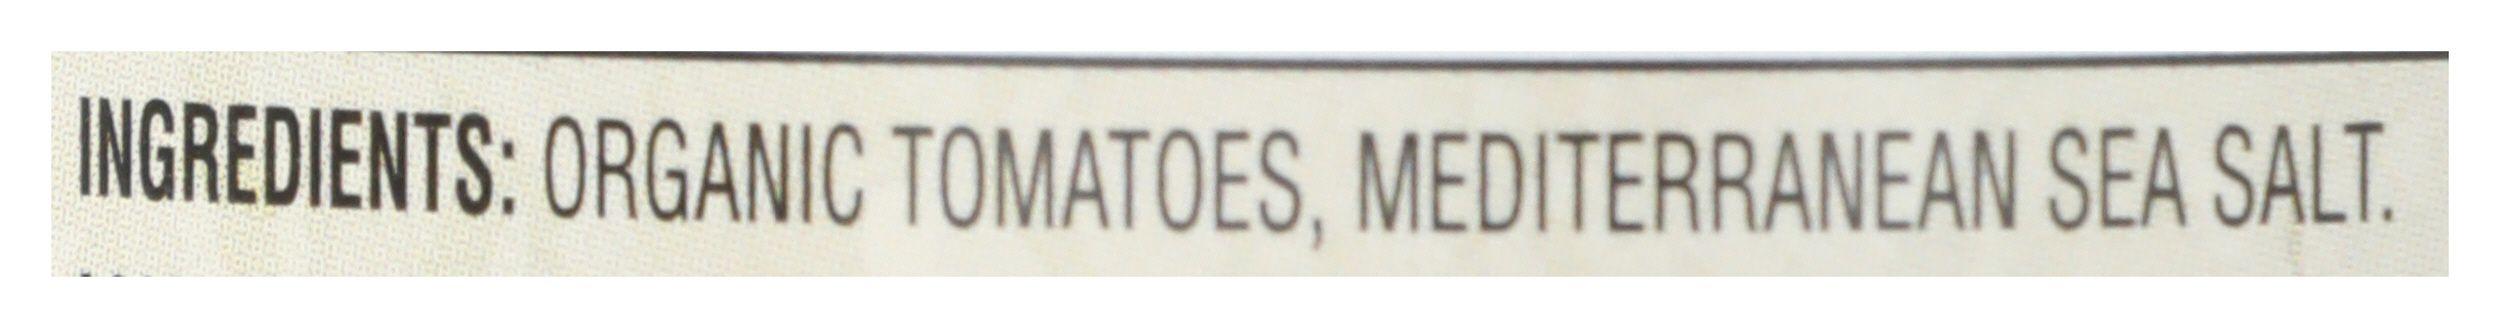 INGREDIENTS: ORGANIC TOMATOES, MEDITERRANEAN SEA SALT.